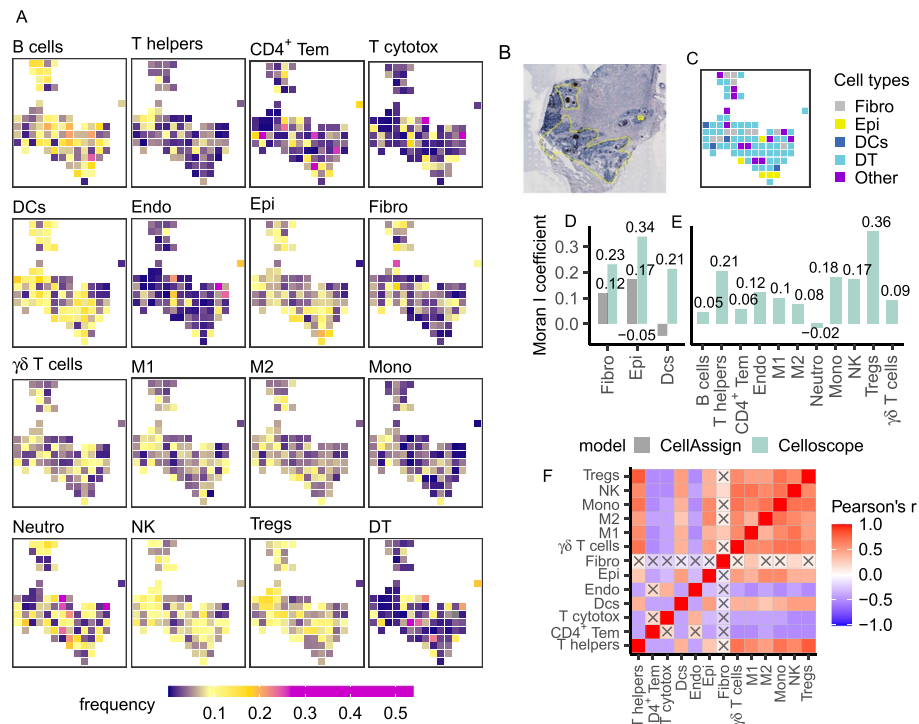 A
B cells
T helpers
CD4+ Tem
T cytotox
DCs
Endo
Epi
Fibro
γδ T cells
M1
M2
Mono
Neutro
NK
Tregs
DT
frequency
0.1 0.2 0.3 0.4 0.5
B
C
Cell types
Fibro
Epi
DCs
DT
Other
D
Moran I coefficient
0.3
0.2
0.1
0.0
0.12
0.23
0.17
0.34
−0.05
0.21
Fibro
Epi
Dcs
E
0.05
0.21
0.06
0.12
0.1
0.08
−0.02
0.18
0.17
0.36
0.09
B cells
T helpers
CD4+ Tem
Endo
M1
M2
Neutro
Mono
NK
Tregs
γδ T cells
model CellAssign Celloscope
F
Tregs
NK
Mono
M2
M1
γδ T cells
Fibro
Epi
Endo
Dcs
T cytotox
CD4+ Tem
T helpers
T helpers
D4+ Tem
T cytotox
Dcs
Endo
Epi
Fibro
γδ T cells
M1
M2
Mono
NK
Tregs
Pearson's r
1.0
0.5
0.0
−0.5
−1.0